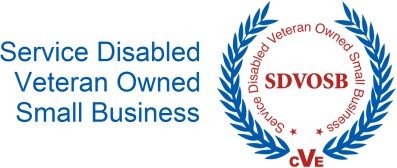 Service Disabled
Veteran Owned
Small Business
Service Disabled Veteran Owned Small Business
SDVOSB
CVE